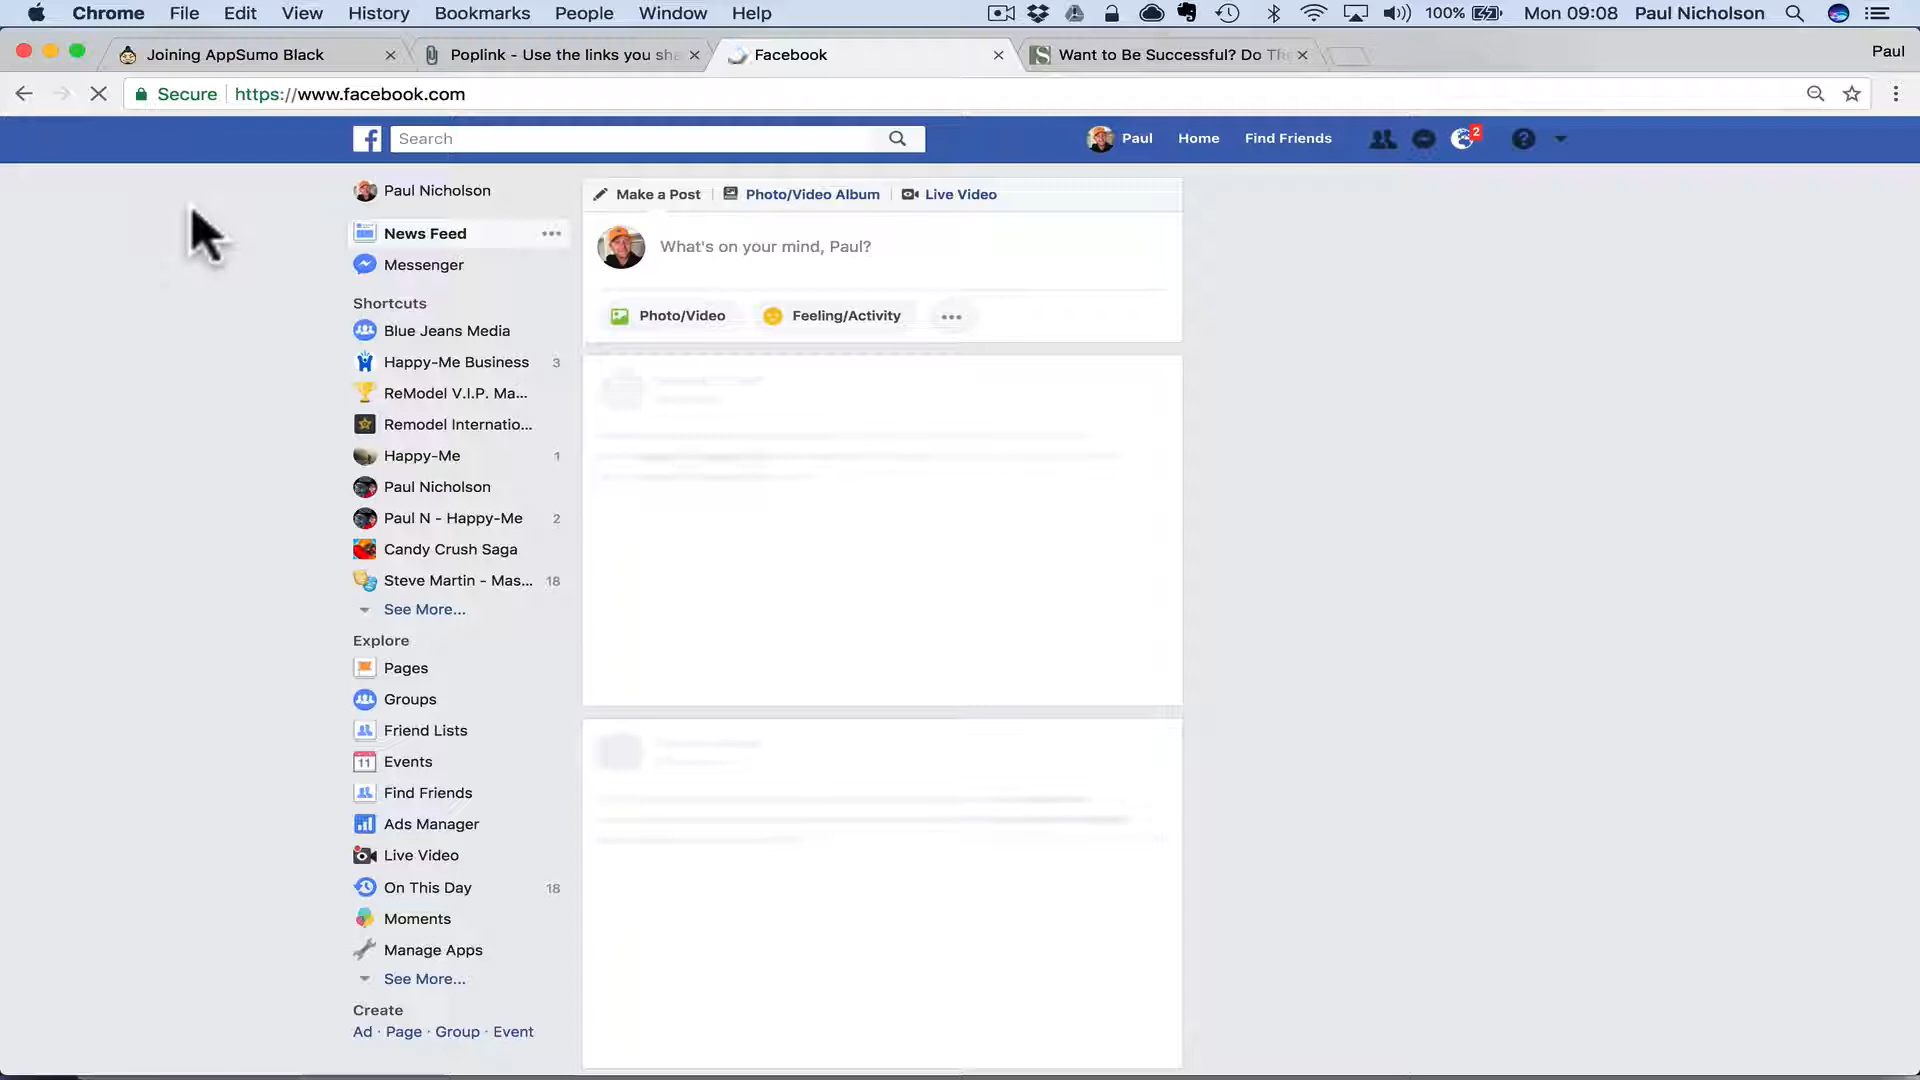 Chrome File Edit View History Bookmarks People Window Help 100% Mon 09:08 Paul Nicholson
Joining AppSumo Black Poplink - Use the links you sha Facebook Want to Be Successful? Do The Paul
Secure https://www.facebook.com
f Search Paul Home Find Friends 2
Paul Nicholson
News Feed
Messenger
Shortcuts
Blue Jeans Media
Happy-Me Business 3
ReModel V.I.P. Ma...
Remodel Internatio...
Happy-Me 1
Paul Nicholson
Paul N - Happy-Me 2
Candy Crush Saga
Steve Martin - Mas... 18
See More...
Explore
Pages
Groups
Friend Lists
11 Events
Find Friends
Ads Manager
Live Video
On This Day 18
Moments
Manage Apps
See More...
Create
Ad · Page · Group · Event
Make a Post Photo/Video Album Live Video
What's on your mind, Paul?
Photo/Video Feeling/Activity